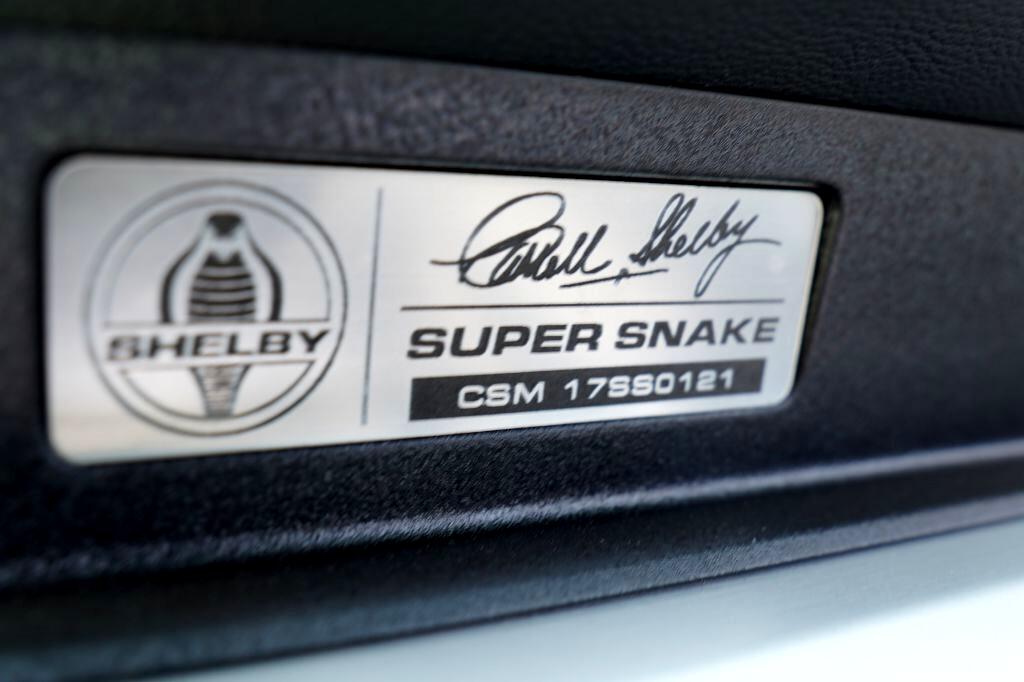 SHELBY
Carroll Shelby
SUPER SNAKE
CSM 17SS0121